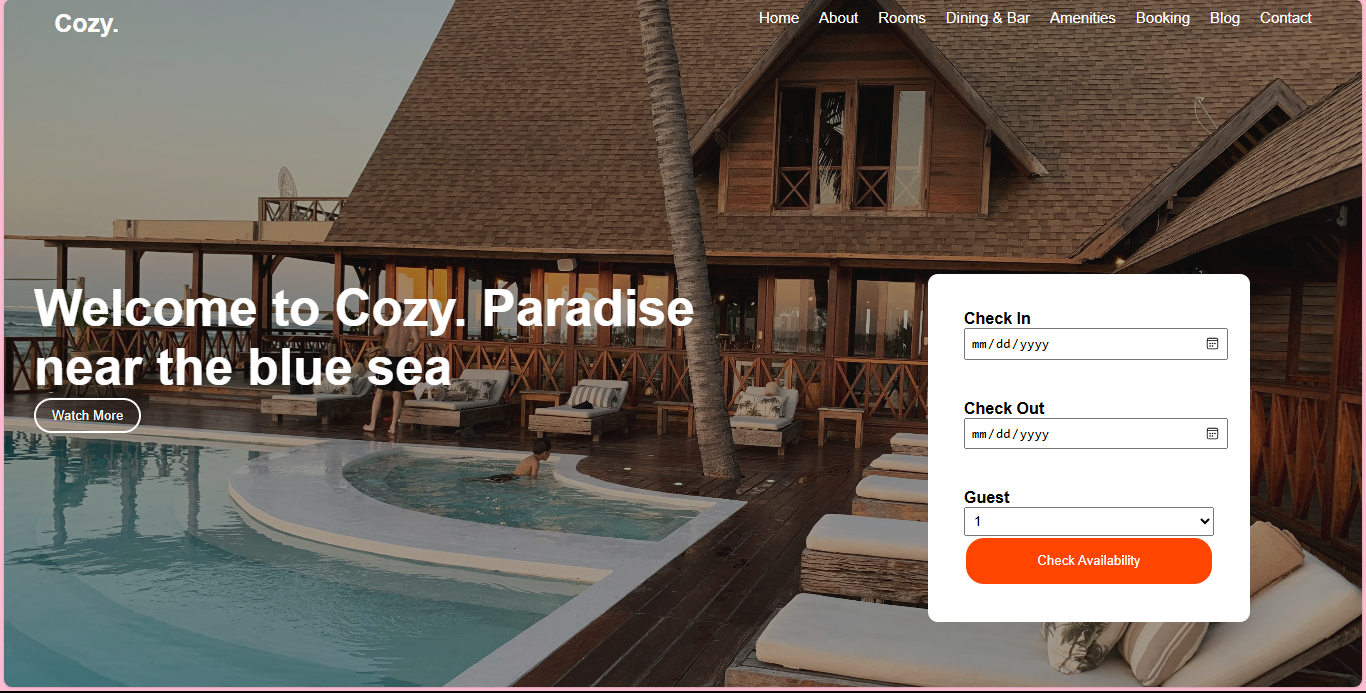 Cozy.
Home About Rooms Dining & Bar Amenities Booking Blog Contact
Welcome to Cozy. Paradise
near the blue sea
Watch More
Check In
mm/dd/yyyy
Check Out
mm/dd/yyyy
Guest
1
Check Availability